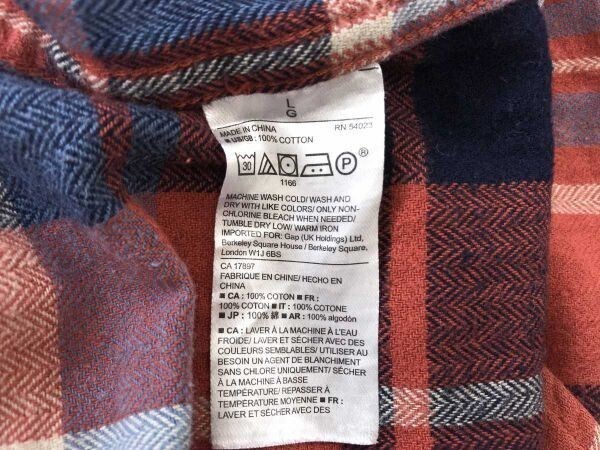 L
G
MADE IN CHINA RN 54023
■ US/GB: 100% COTTON
30 P ®
1166
MACHINE WASH COLD/ WASH AND
DRY WITH LIKE COLORS/ ONLY NON-
CHLORINE BLEACH WHEN NEEDED/
TUMBLE DRY LOW/ WARM IRON
IMPORTED FOR: Gap (UK Holdings) Ltd,
Berkeley Square House / Berkeley Square,
London W1J 6BS
CA 17897
FABRIQUE EN CHINE/ HECHO EN
CHINA
■ CA : 100% COTON ■ FR :
100% COTON ■ IT : 100% COTONE
■ JP : 100% 綿 ■ AR : 100% algodón
■ CA : LAVER À LA MACHINE À L'EAU
FROIDE/ LAVER ET SÉCHER AVEC DES
COULEURS SEMBLABLES/ UTILISER AU
BESOIN UN AGENT DE BLANCHIMENT
SANS CHLORE UNIQUEMENT/ SÉCHER
À LA MACHINE À BASSE
TEMPÉRATURE/ REPASSER À
TEMPÉRATURE MOYENNE ■ FR :
LAVER ET SÉCHER AVEC DES